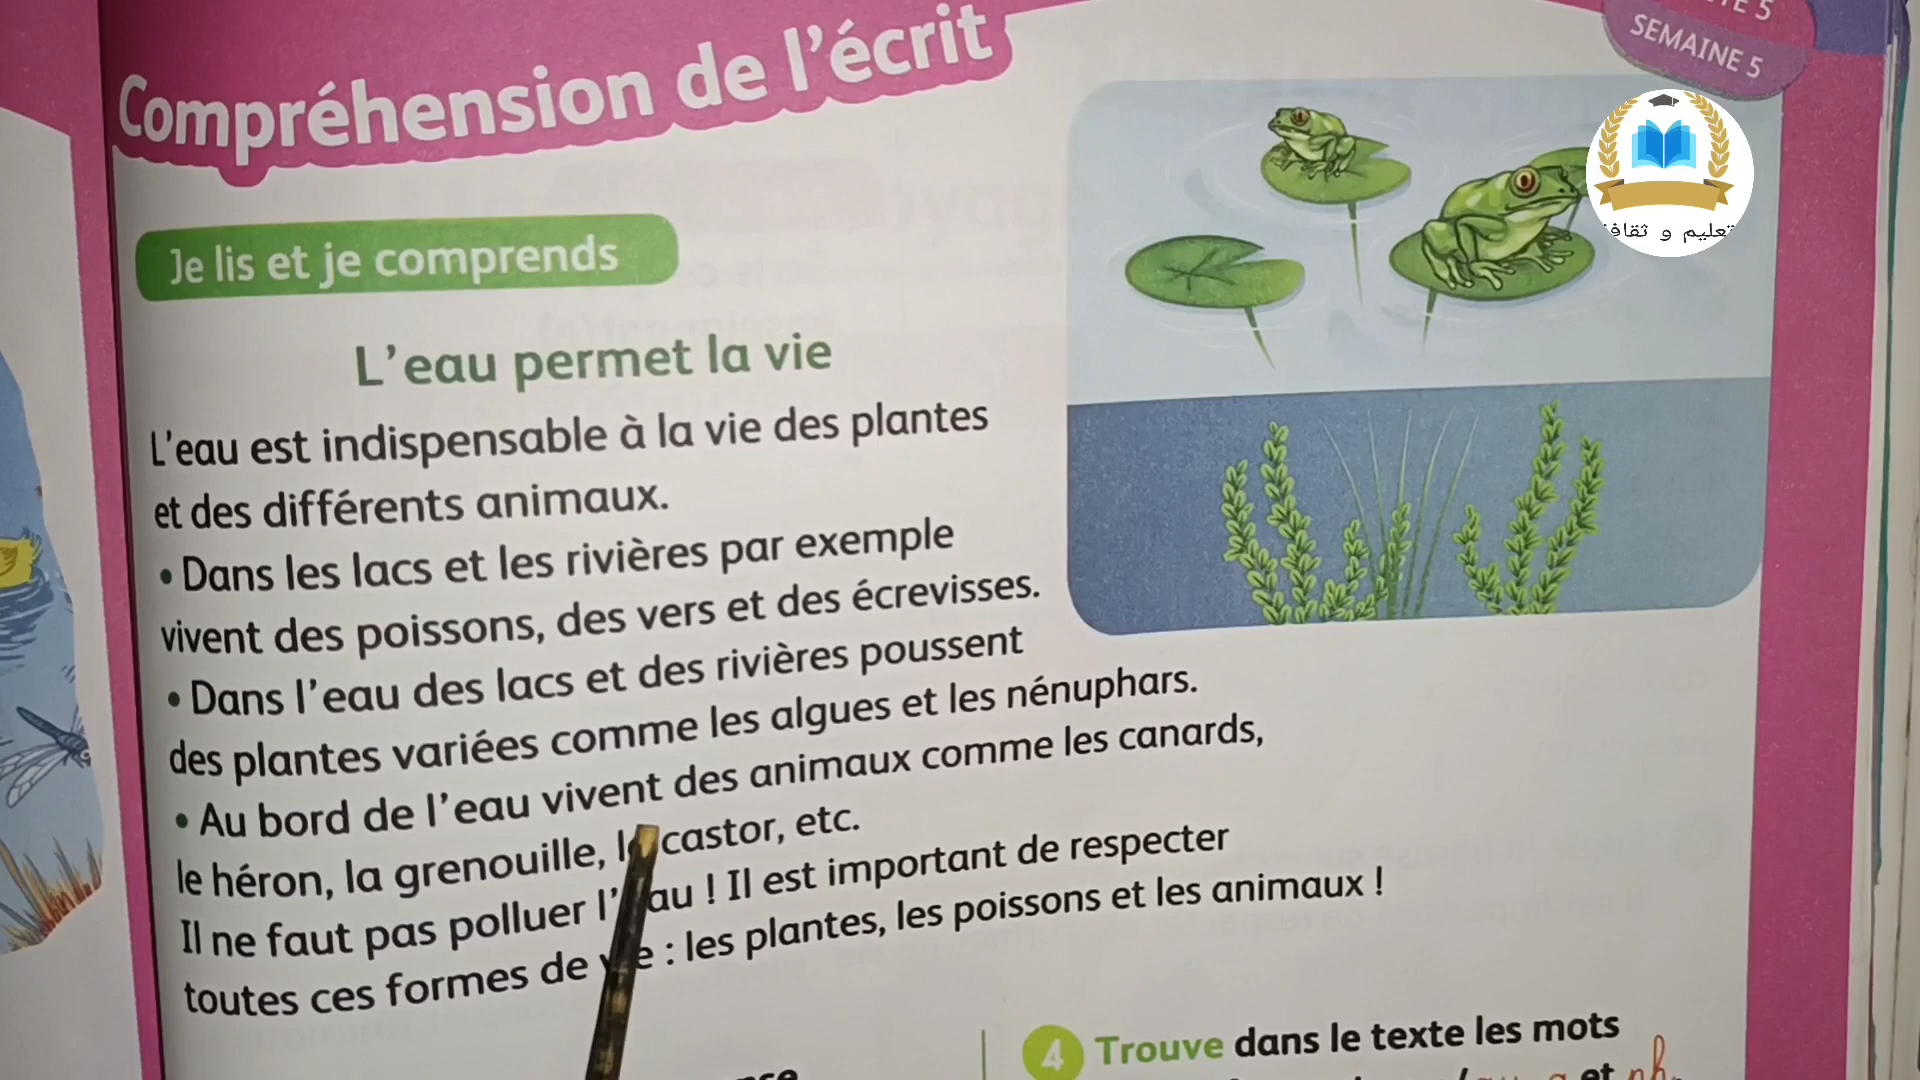 Compréhension de l'écrit
SEMAINE 5
تعليم و ثقافة
Je lis et je comprends
L'eau permet la vie
L'eau est indispensable à la vie des plantes
et des différents animaux.
• Dans les lacs et les rivières par exemple
vivent des poissons, des vers et des écrevisses.
• Dans l'eau des lacs et des rivières poussent
des plantes variées comme les algues et les nénuphars.
• Au bord de l'eau vivent des animaux comme les canards,
le héron, la grenouille, le castor, etc.
Il ne faut pas polluer l'eau ! Il est important de respecter
toutes ces formes de vie : les plantes, les poissons et les animaux !
4 Trouve dans le texte les mots
et ph.